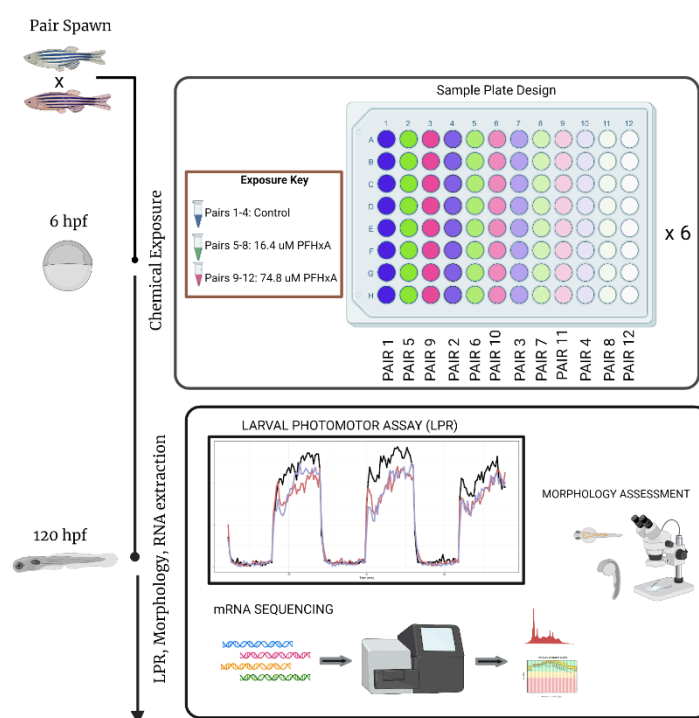 Pair Spawn
X
6 hpf
Chemical Exposure
Sample Plate Design
1 2 3 4 5 6 7 8 9 10 11 12
A
B
C
D
E
F
G
H
x 6
Exposure Key
Pairs 1-4: Control
Pairs 5-8: 16.4 uM PFHxA
Pairs 9-12: 74.8 uM PFHxA
PAIR 1
PAIR 5
PAIR 9
PAIR 2
PAIR 6
PAIR 10
PAIR 3
PAIR 7
PAIR 11
PAIR 4
PAIR 8
PAIR 12
120 hpf
LPR, Morphology, RNA extraction
LARVAL PHOTOMOTOR ASSAY (LPR)
MORPHOLOGY ASSESSMENT
mRNA SEQUENCING